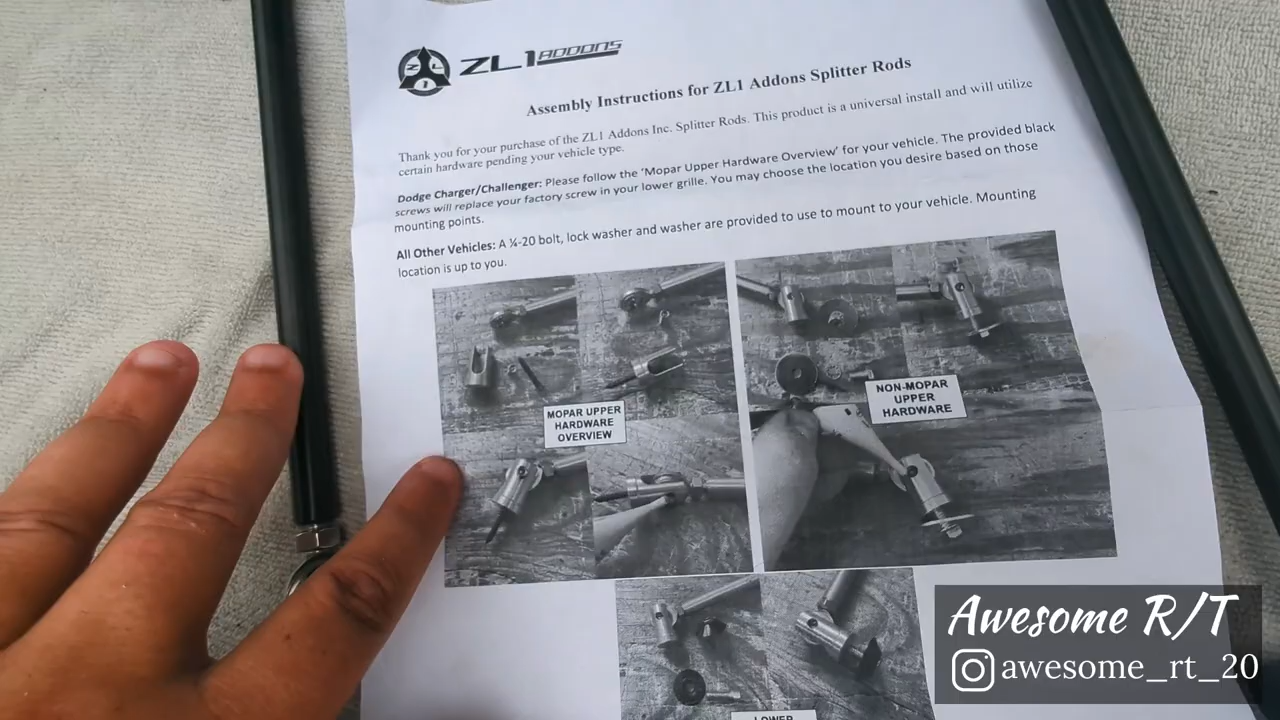 ZL1 ADDONS
Assembly Instructions for ZL1 Addons Splitter Rods
Thank you for your purchase of the ZL1 Addons Inc. Splitter Rods. This product is a universal install and will utilize
certain hardware pending your vehicle type.
Dodge Charger/Challenger: Please follow the 'Mopar Upper Hardware Overview' for your vehicle. The provided black
screws will replace your factory screw in your lower grille. You may choose the location you desire based on those
mounting points.
All Other Vehicles: A ¼-20 bolt, lock washer and washer are provided to use to mount to your vehicle. Mounting
location is up to you.
MOPAR UPPER
HARDWARE
OVERVIEW
NON-MOPAR
UPPER
HARDWARE
LOWER
Awesome R/T
awesome_rt_20